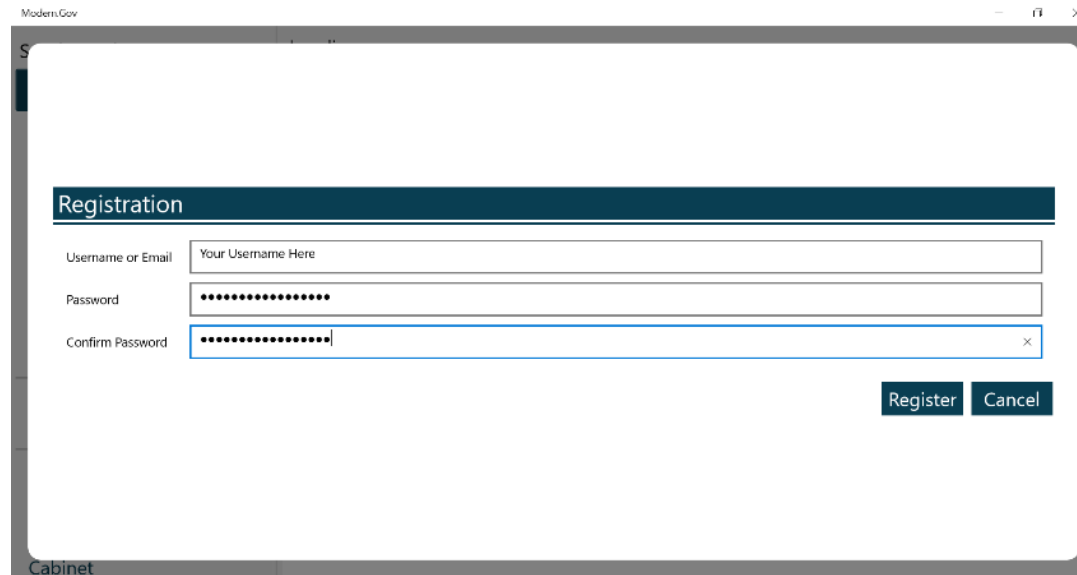 Modern.Gov
Registration
Username or Email
Your Username Here
Password
•••••••••••••••••
Confirm Password
•••••••••••••••••
Register
Cancel
Cabinet